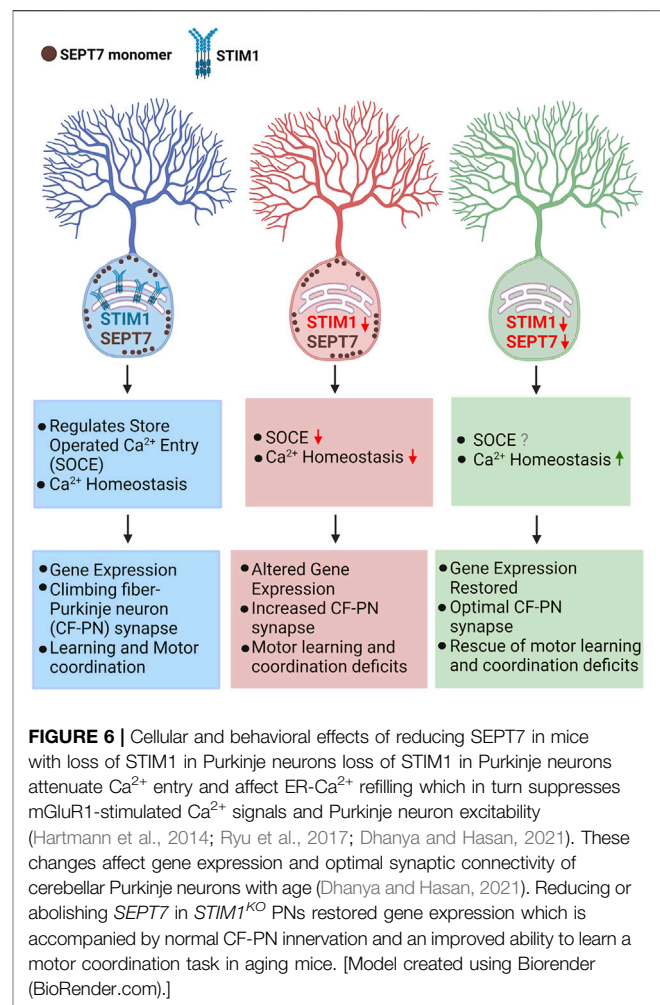 SEPT7 monomer
STIM1
STIM1
SEPT7
STIM1↓
SEPT7
STIM1↓
SEPT7↓
● Regulates Store
Operated Ca²⁺ Entry
(SOCE)
● Ca²⁺ Homeostasis
● SOCE ↓
● Ca²⁺ Homeostasis ↓
● SOCE ?
● Ca²⁺ Homeostasis ↑
● Gene Expression
● Climbing fiber-
Purkinje neuron
(CF-PN) synapse
● Learning and Motor
coordination
● Altered Gene
Expression
● Increased CF-PN
synapse
● Motor learning and
coordination deficits
● Gene Expression
Restored
● Optimal CF-PN
synapse
● Rescue of motor learning
and coordination deficits
FIGURE 6 | Cellular and behavioral effects of reducing SEPT7 in mice
with loss of STIM1 in Purkinje neurons loss of STIM1 in Purkinje neurons
attenuate Ca²⁺ entry and affect ER-Ca²⁺ refilling which in turn suppresses
mGluR1-stimulated Ca²⁺ signals and Purkinje neuron excitability
(Hartmann et al., 2014; Ryu et al., 2017; Dhanya and Hasan, 2021). These
changes affect gene expression and optimal synaptic connectivity of
cerebellar Purkinje neurons with age (Dhanya and Hasan, 2021). Reducing or
abolishing SEPT7 in STIM1ᴷᴼ PNs restored gene expression which is
accompanied by normal CF-PN innervation and an improved ability to learn a
motor coordination task in aging mice. [Model created using Biorender
(BioRender.com).]